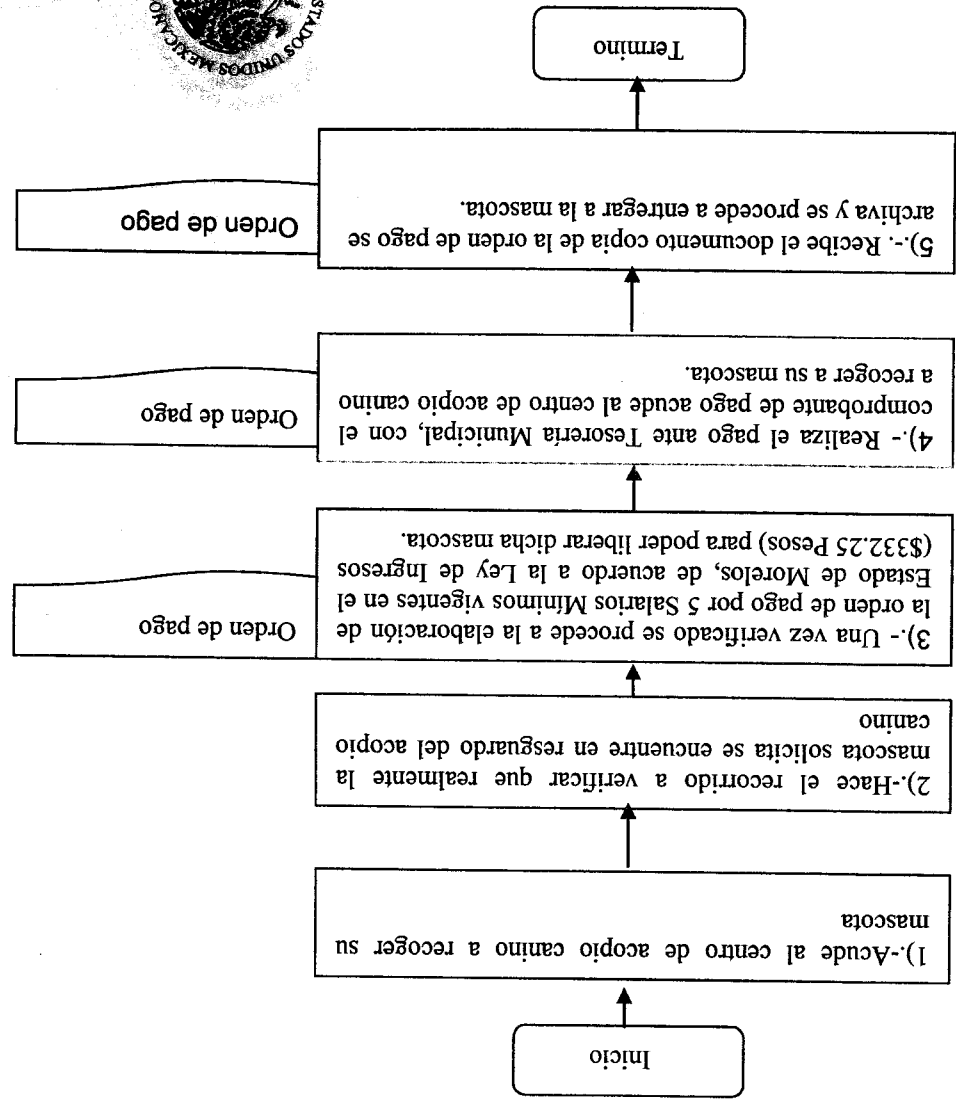 Inicio
1).-Acude al centro de acopio canino a recoger su
mascota
2).-Hace el recorrido a verificar que realmente la
mascota solicita se encuentre en resguardo del acopio
canino
3).- Una vez verificado se procede a la elaboración de
la orden de pago por 5 Salarios Mínimos vigentes en el
Estado de Morelos, de acuerdo a la Ley de Ingresos
($332.25 Pesos) para poder liberar dicha mascota.
Orden de pago
4).- Realiza el pago ante Tesorería Municipal, con el
comprobante de pago acude al centro de acopio canino
a recoger a su mascota.
Orden de pago
5).-. Recibe el documento copia de la orden de pago se
archiva y se procede a entregar a la mascota.
Orden de pago
Termino
ESTADOS UNIDOS MEXICANO